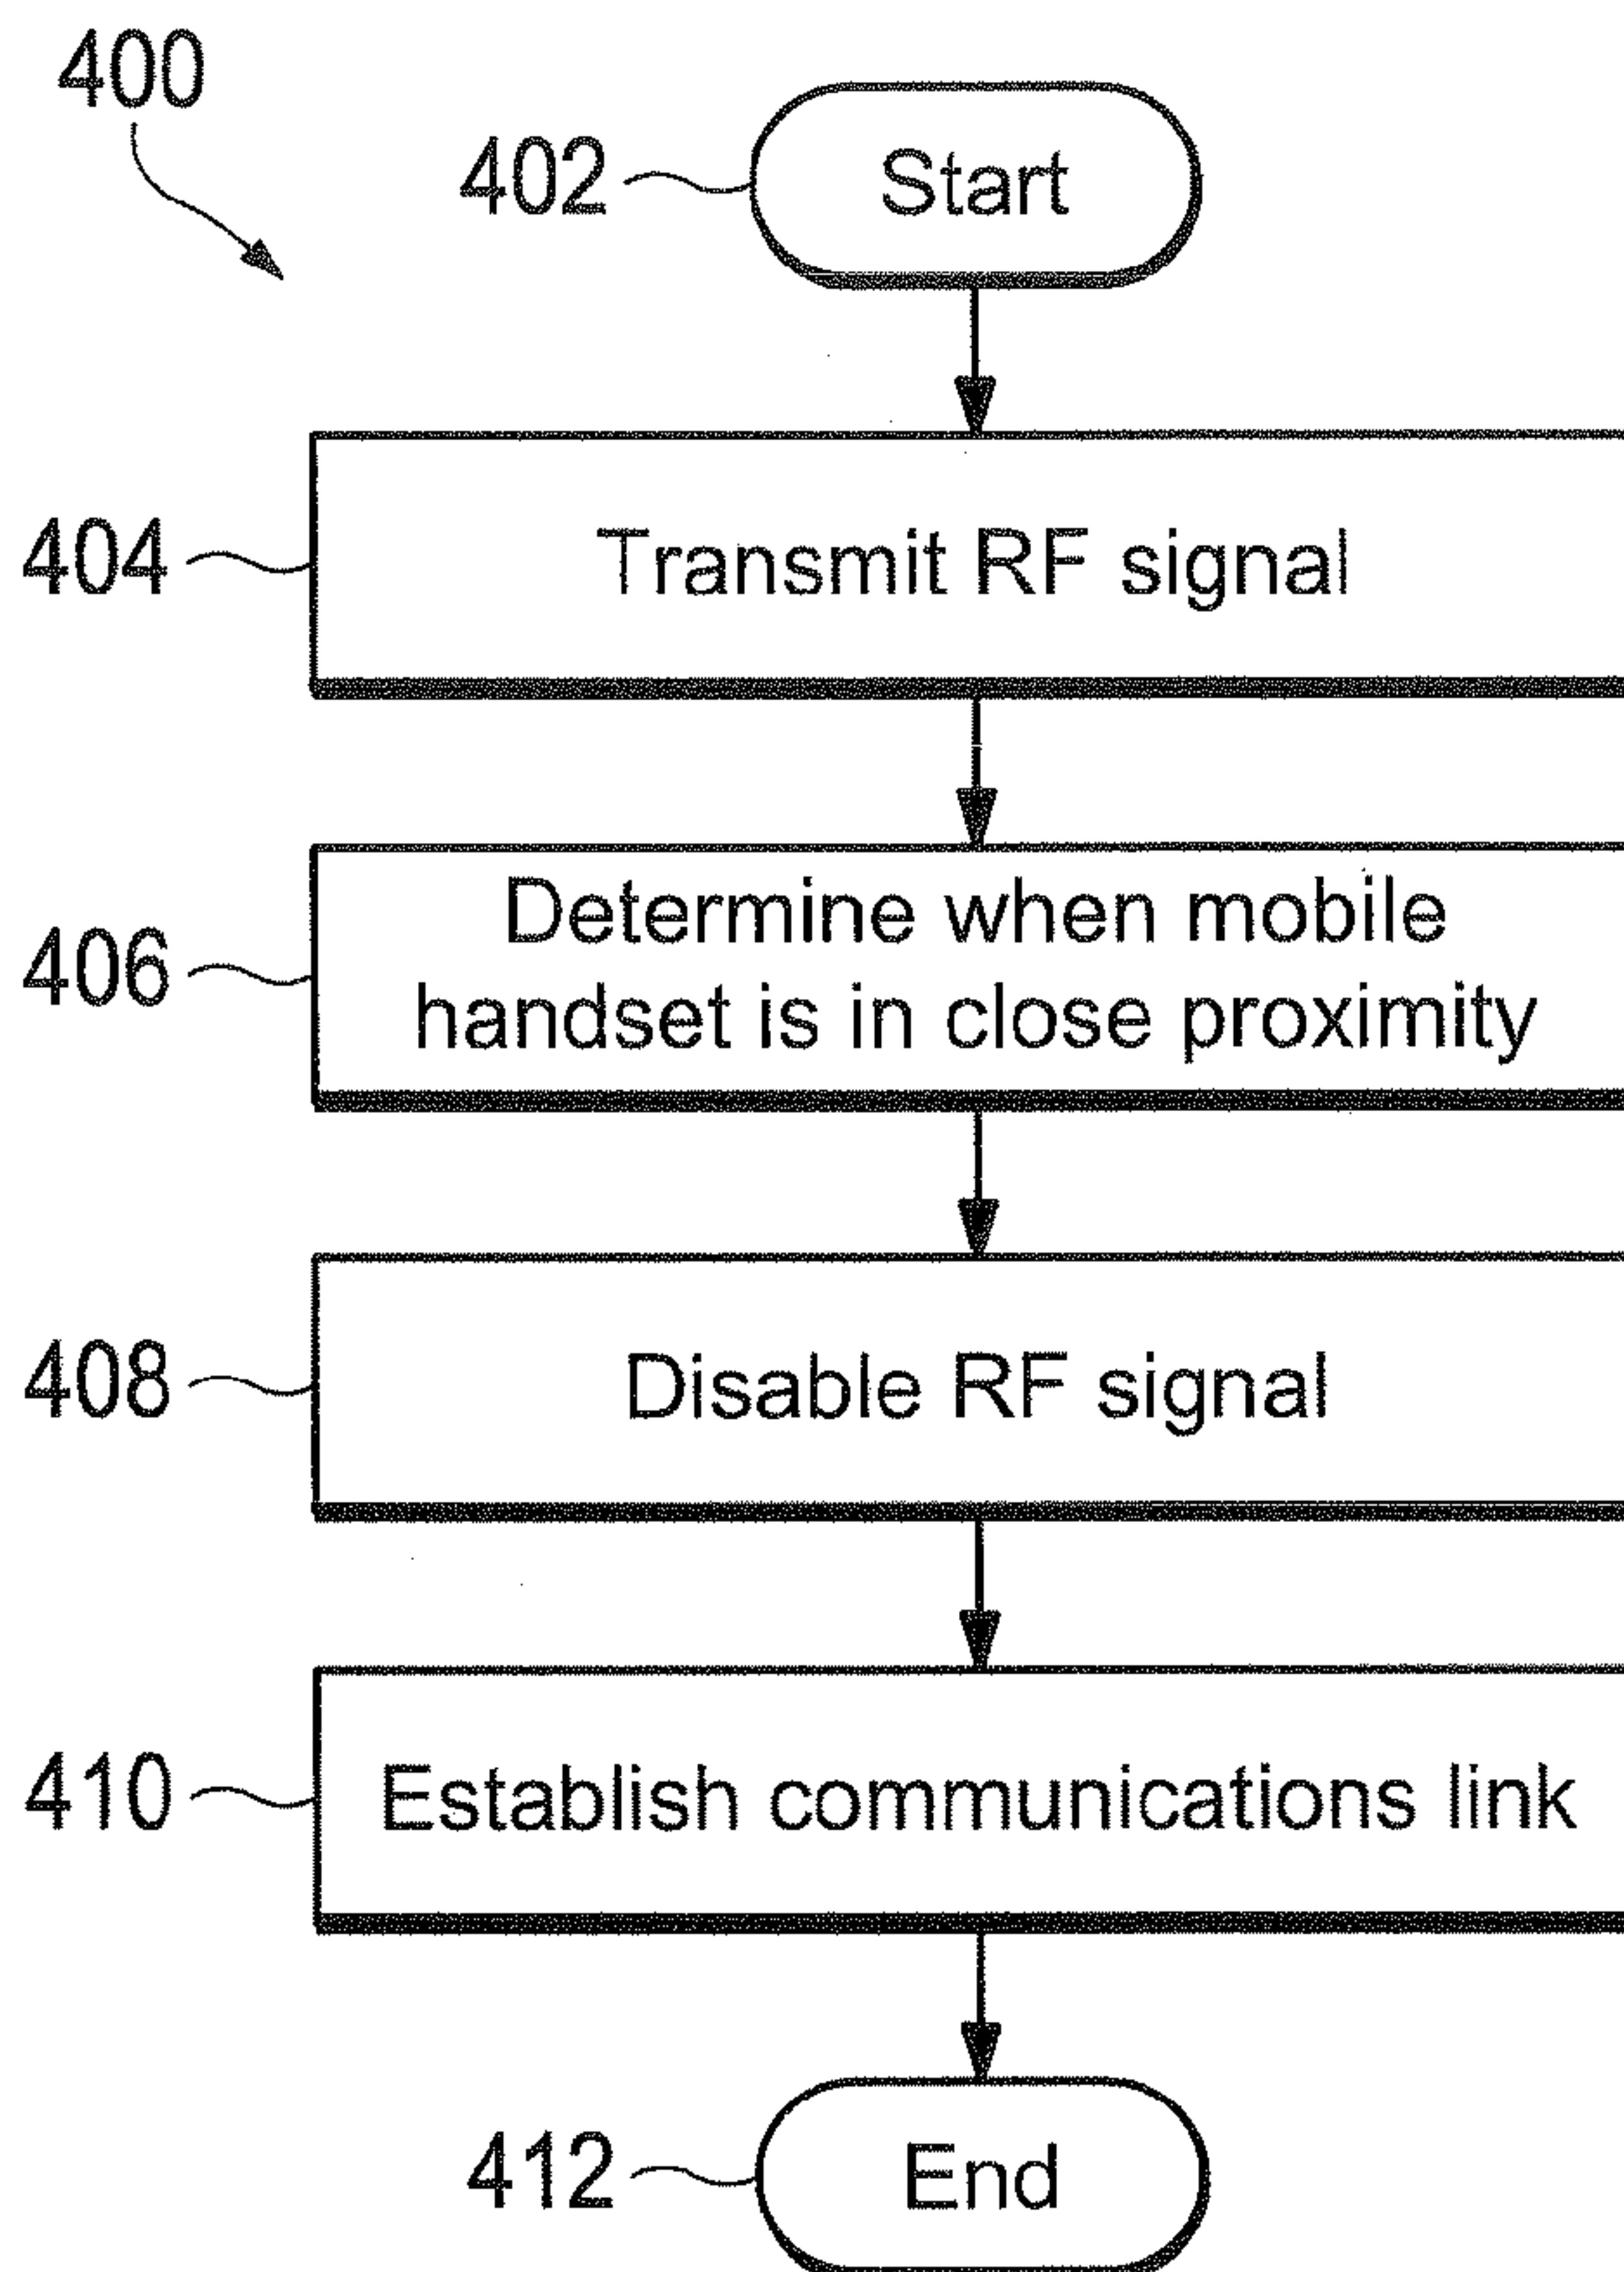 400
402 Start
404 Transmit RF signal
406 Determine when mobile
handset is in close proximity
408 Disable RF signal
410 Establish communications link
412 End